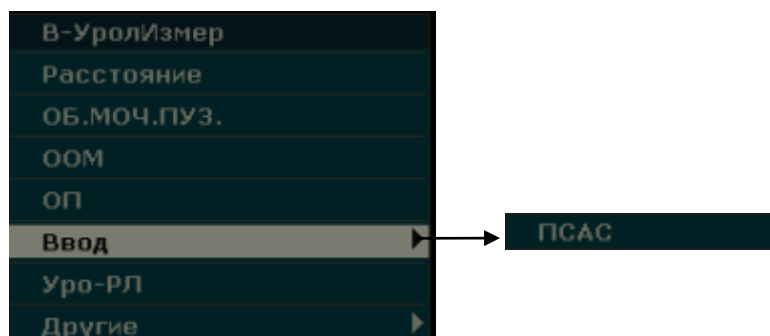 В-УролИзмер
Расстояние
ОБ.МОЧ.ПУЗ.
ООМ
ОП
Ввод
ПСАС
Уро-РЛ
Другие